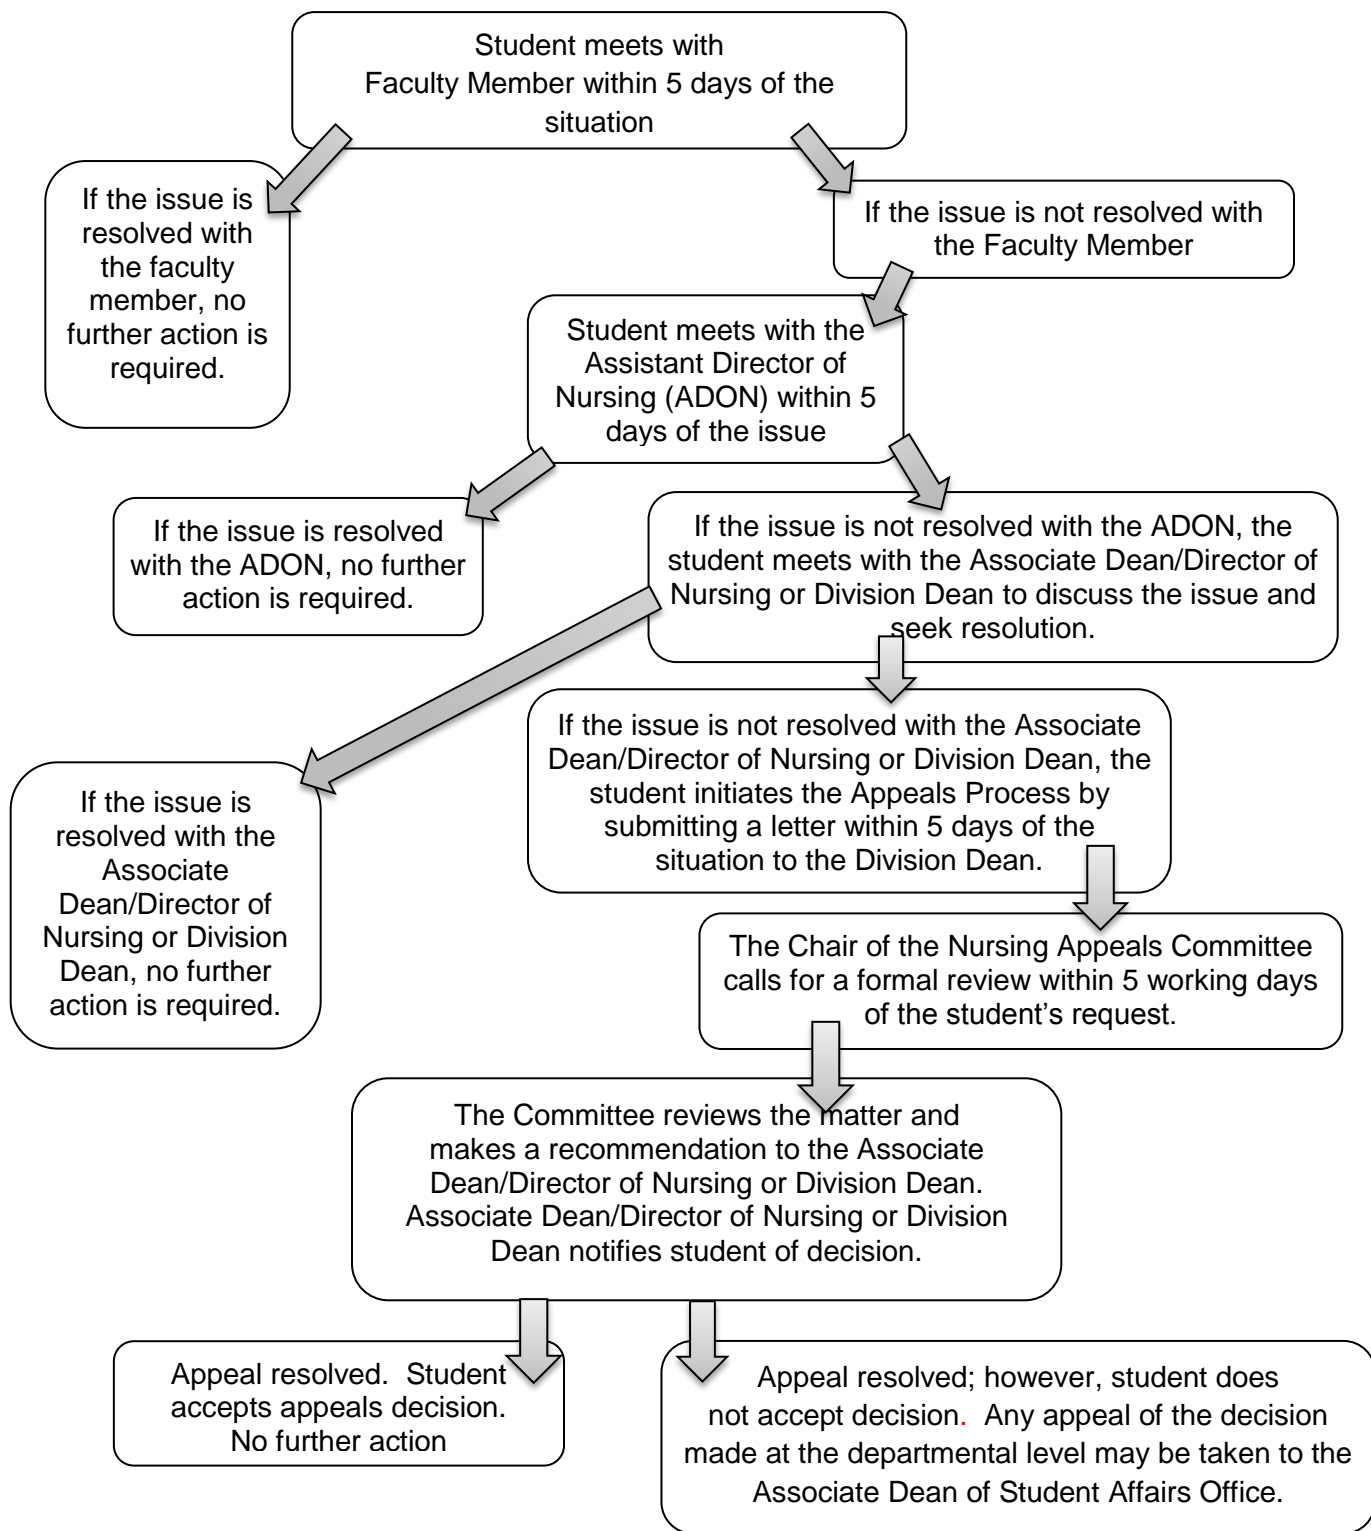 Student meets with
Faculty Member within 5 days of the
situation
If the issue is
resolved with
the faculty
member, no
further action is
required.
If the issue is not resolved with
the Faculty Member
Student meets with the
Assistant Director of
Nursing (ADON) within 5
days of the issue
If the issue is resolved
with the ADON, no further
action is required.
If the issue is not resolved with the ADON, the
student meets with the Associate Dean/Director of
Nursing or Division Dean to discuss the issue and
seek resolution.
If the issue is not resolved with the Associate
Dean/Director of Nursing or Division Dean, the
student initiates the Appeals Process by
submitting a letter within 5 days of the
situation to the Division Dean.
If the issue is
resolved with the
Associate
Dean/Director of
Nursing or Division
Dean, no further
action is required.
The Chair of the Nursing Appeals Committee
calls for a formal review within 5 working days
of the student’s request.
The Committee reviews the matter and
makes a recommendation to the Associate
Dean/Director of Nursing or Division Dean.
Associate Dean/Director of Nursing or Division
Dean notifies student of decision.
Appeal resolved.  Student
accepts appeals decision.
No further action
Appeal resolved; however, student does
not accept decision.  Any appeal of the decision
made at the departmental level may be taken to the
Associate Dean of Student Affairs Office.